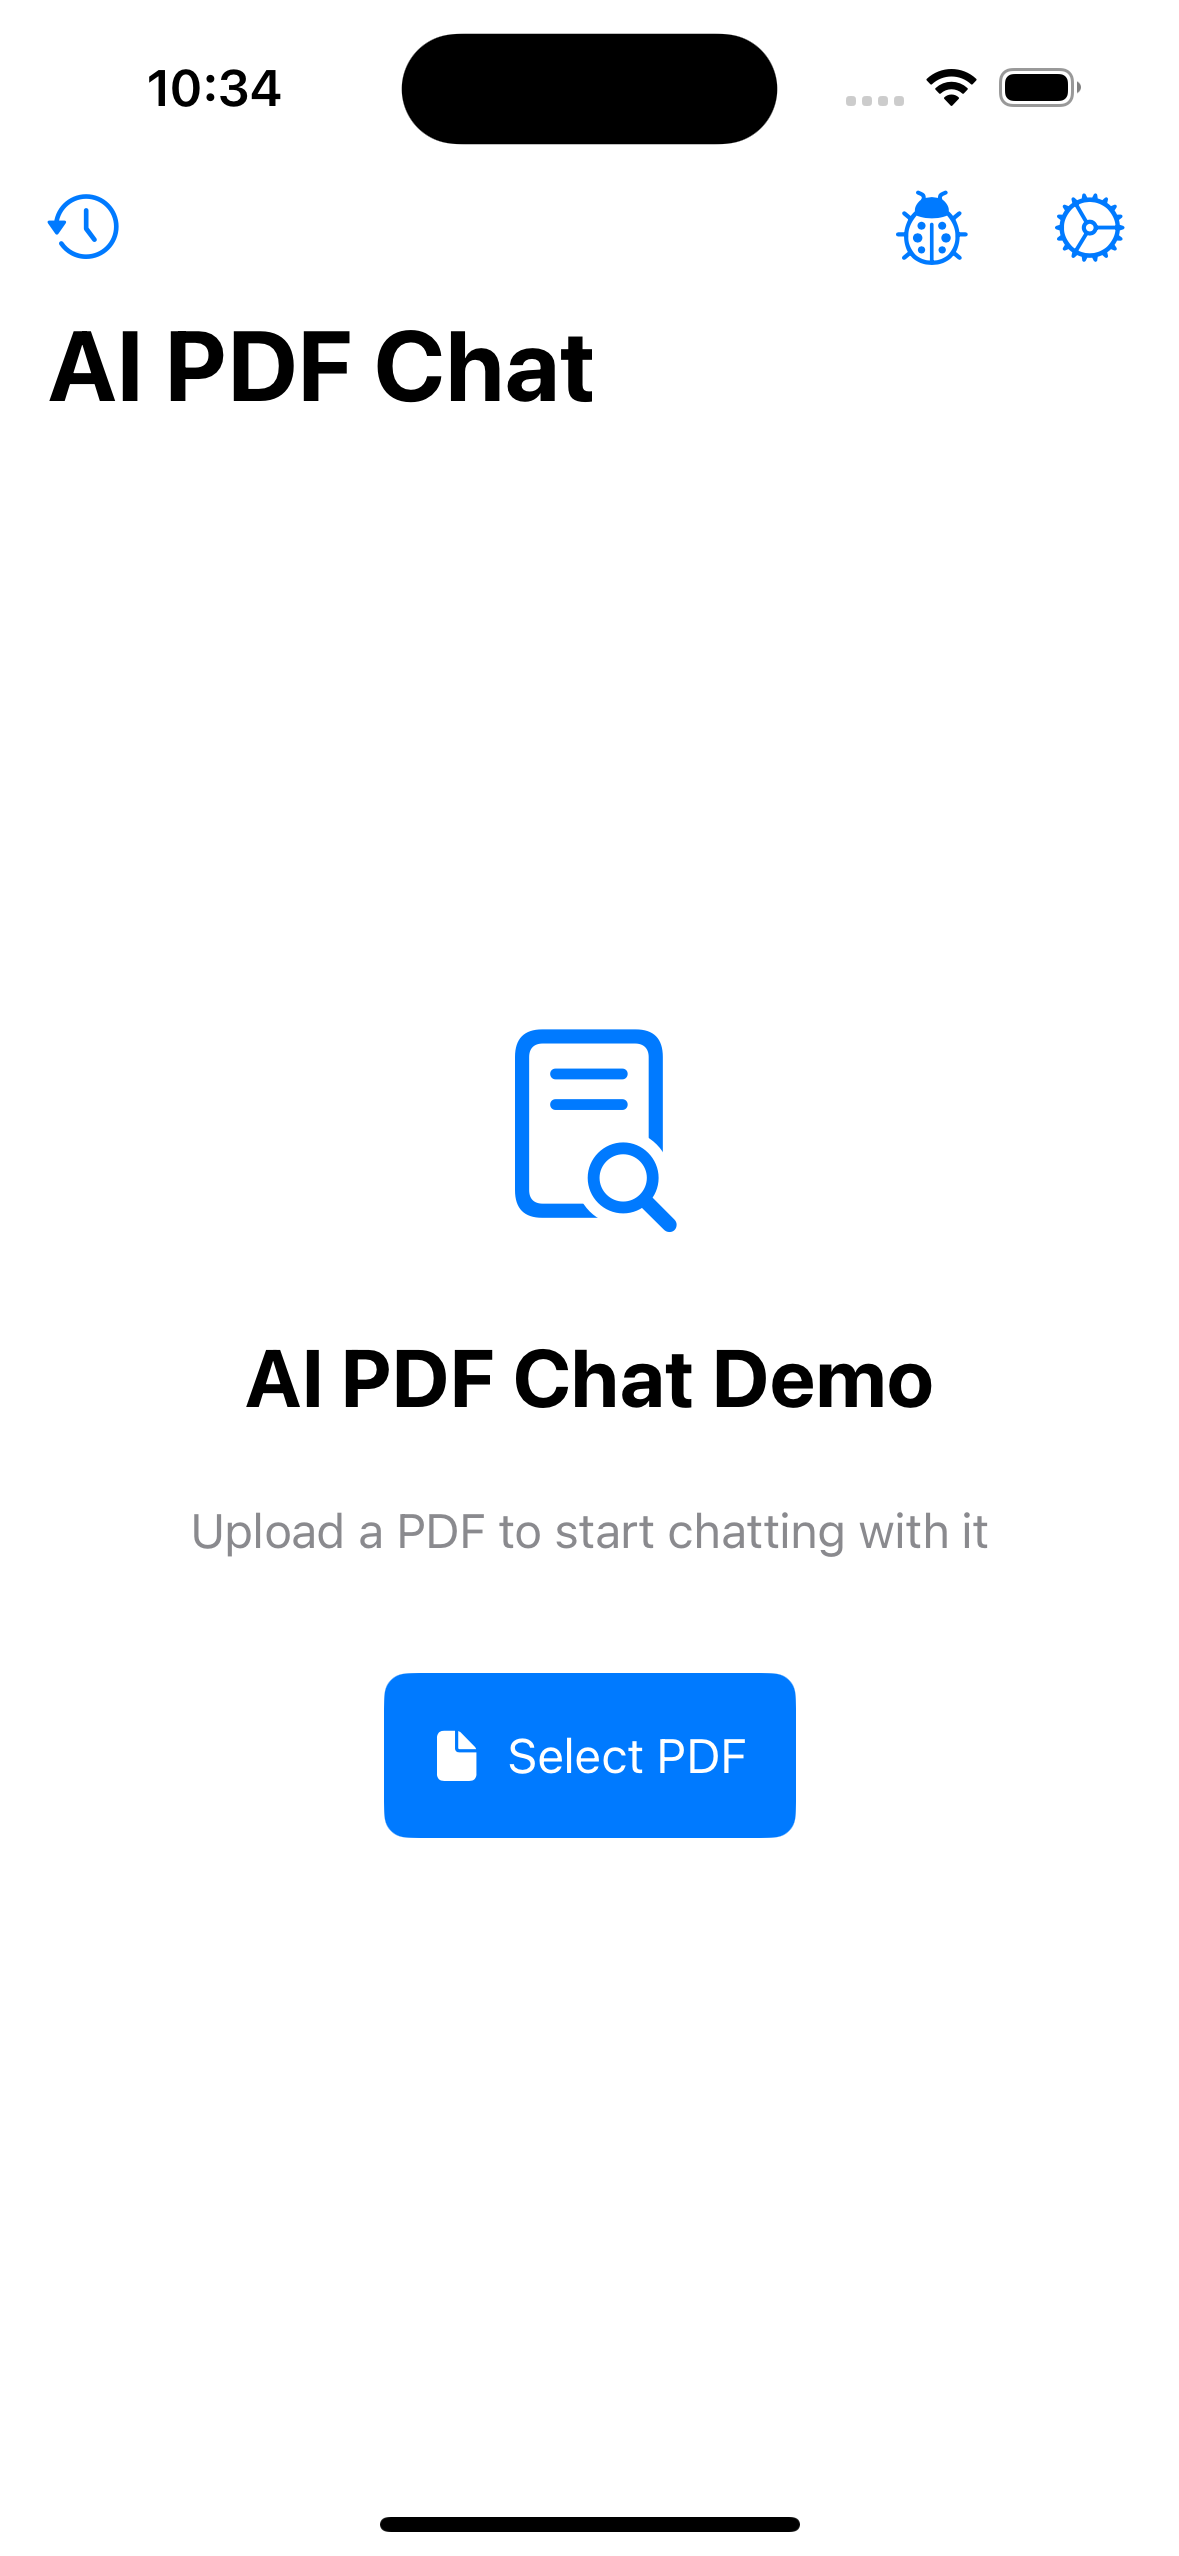 10:34
AI PDF Chat
AI PDF Chat Demo
Upload a PDF to start chatting with it
Select PDF